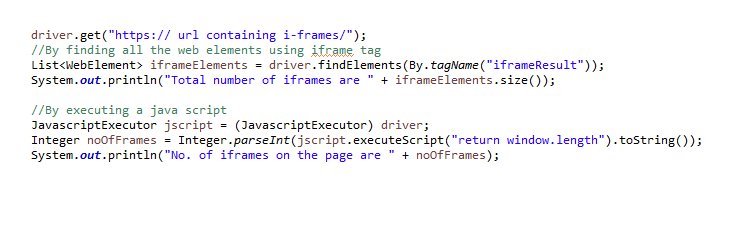 driver.get("https:// url containing i-frames/");
//By finding all the web elements using iframe tag
List<WebElement> iframeElements = driver.findElements(By.tagName("iframeResult"));
System.out.println("Total number of iframes are " + iframeElements.size());
//By executing a java script
JavascriptExecutor jscript = (JavascriptExecutor) driver;
Integer noOfFrames = Integer.parseInt(jscript.executeScript("return window.length").toString());
System.out.println("No. of iframes on the page are " + noOfFrames);